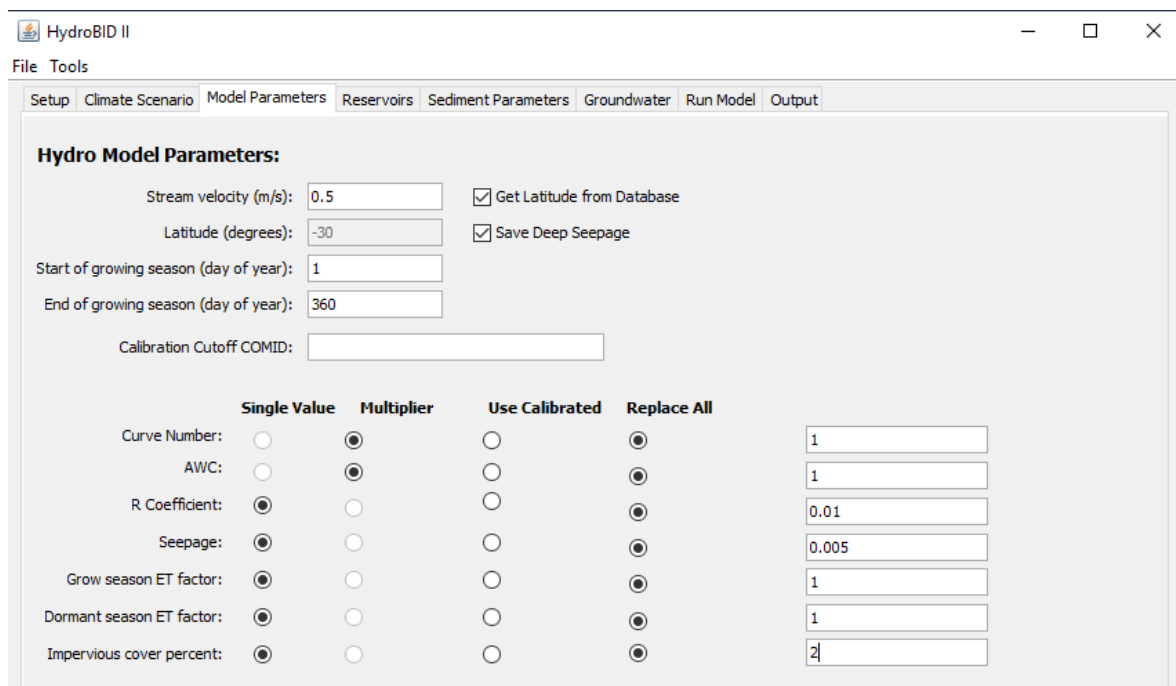 HydroBID II
File Tools
Setup Climate Scenario Model Parameters Reservoirs Sediment Parameters Groundwater Run Model Output
Hydro Model Parameters:
Stream velocity (m/s): 0.5 Get Latitude from Database
Latitude (degrees): -30 Save Deep Seepage
Start of growing season (day of year): 1
End of growing season (day of year): 360
Calibration Cutoff COMID:
Single Value Multiplier Use Calibrated Replace All
Curve Number: 1
AWC: 1
R Coefficient: 0.01
Seepage: 0.005
Grow season ET factor: 1
Dormant season ET factor: 1
Impervious cover percent: 2